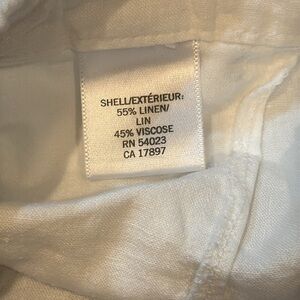 SHELL/EXTÉRIEUR:
55% LINEN/
LIN
45% VISCOSE
RN 54023
CA 17897